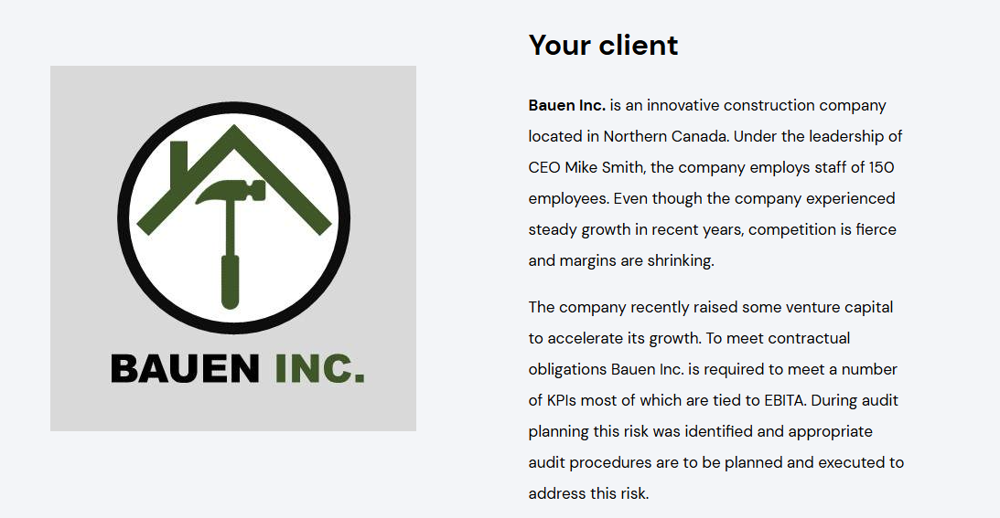 Your client
BAUEN INC.
Bauen Inc. is an innovative construction company
located in Northern Canada. Under the leadership of
CEO Mike Smith, the company employs staff of 150
employees. Even though the company experienced
steady growth in recent years, competition is fierce
and margins are shrinking.
The company recently raised some venture capital
to accelerate its growth. To meet contractual
obligations Bauen Inc. is required to meet a number
of KPIs most of which are tied to EBITA. During audit
planning this risk was identified and appropriate
audit procedures are to be planned and executed to
address this risk.